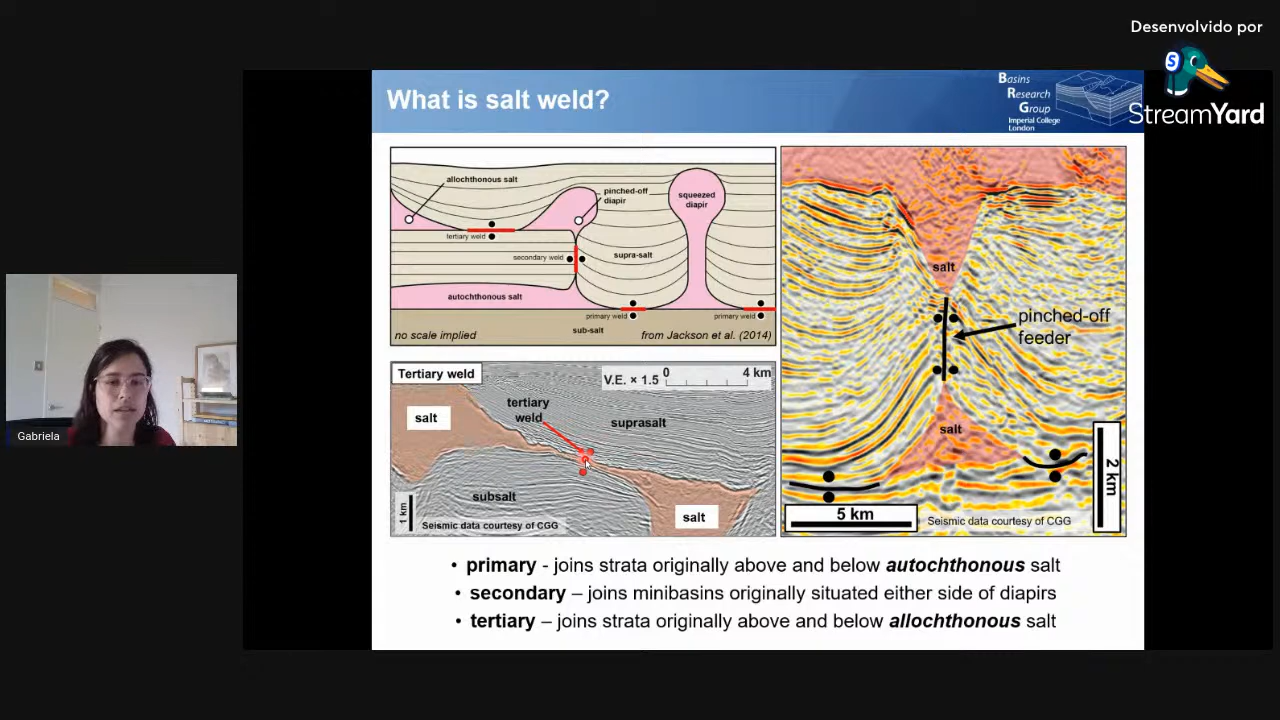 Desenvolvido por
StreamYard
What is salt weld?
Basins
Research
Group
Imperial College
London
allochthonous salt
pinched-off
diapir
squeezed
diapir
tertiary weld
secondary weld
supra-salt
autochthonous salt
primary weld
primary weld
no scale implied
sub-salt
from Jackson et al. (2014)
Tertiary weld
V.E. × 1.5
0
4 km
salt
tertiary
weld
suprasalt
subsalt
1 km
Seismic data courtesy of CGG
salt
salt
pinched-off
feeder
salt
5 km
Seismic data courtesy of CGG
2 km
• primary - joins strata originally above and below autochthonous salt
• secondary – joins minibasins originally situated either side of diapirs
• tertiary – joins strata originally above and below allochthonous salt
Gabriela